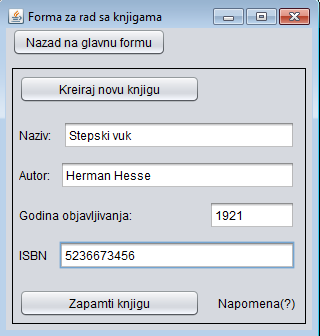 Forma za rad sa knjigama
Nazad na glavnu formu
Kreiraj novu knjigu
Naziv: Stepski vuk
Autor: Herman Hesse
Godina objavljivanja: 1921
ISBN 5236673456
Zapamti knjigu Napomena(?)